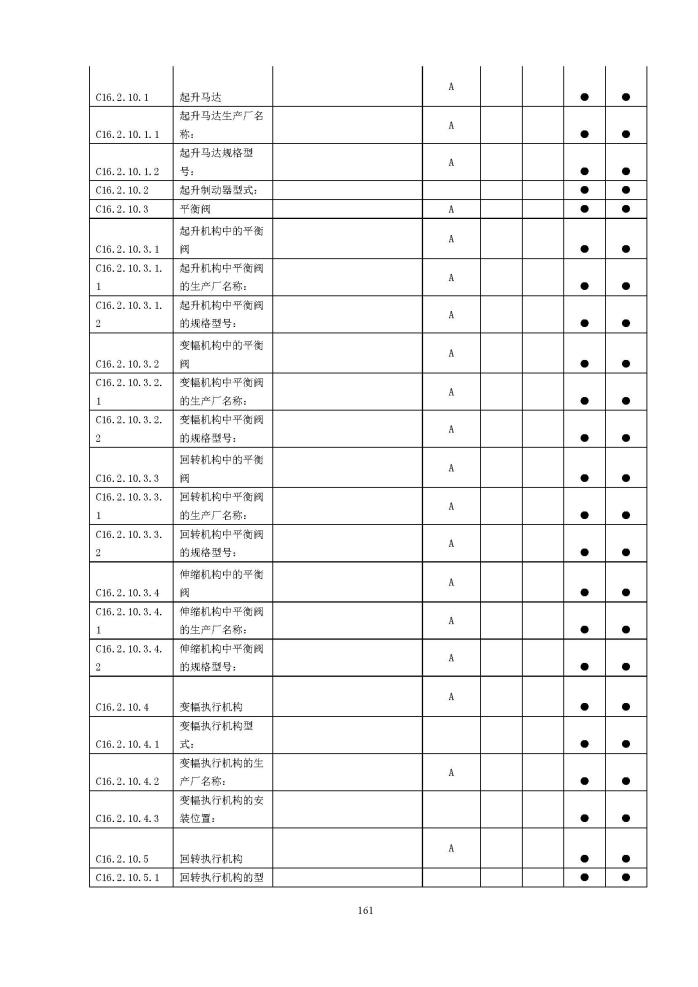 A
C16.2.10.1 起升马达 ● ●
起升马达生产厂名 A
C16.2.10.1.1 称： ● ●
起升马达规格型 A
C16.2.10.1.2 号： ● ●
C16.2.10.2 起升制动器型式： ● ●
C16.2.10.3 平衡阀 A ● ●
起升机构中的平衡 A
C16.2.10.3.1 阀 ● ●
C16.2.10.3.1. 起升机构中平衡阀 A
1 的生产厂名称： ● ●
C16.2.10.3.1. 起升机构中平衡阀 A
2 的规格型号： ● ●
变幅机构中的平衡 A
C16.2.10.3.2 阀 ● ●
C16.2.10.3.2. 变幅机构中平衡阀 A
1 的生产厂名称： ● ●
C16.2.10.3.2. 变幅机构中平衡阀 A
2 的规格型号： ● ●
回转机构中的平衡 A
C16.2.10.3.3 阀 ● ●
C16.2.10.3.3. 回转机构中平衡阀 A
1 的生产厂名称： ● ●
C16.2.10.3.3. 回转机构中平衡阀 A
2 的规格型号： ● ●
伸缩机构中的平衡 A
C16.2.10.3.4 阀 ● ●
C16.2.10.3.4. 伸缩机构中平衡阀 A
1 的生产厂名称： ● ●
C16.2.10.3.4. 伸缩机构中平衡阀 A
2 的规格型号： ● ●
A
C16.2.10.4 变幅执行机构 ● ●
变幅执行机构型
C16.2.10.4.1 式： ● ●
变幅执行机构的生 A
C16.2.10.4.2 产厂名称： ● ●
变幅执行机构的安
C16.2.10.4.3 装位置： ● ●
A
C16.2.10.5 回转执行机构 ● ●
C16.2.10.5.1 回转执行机构的型 ● ●
161